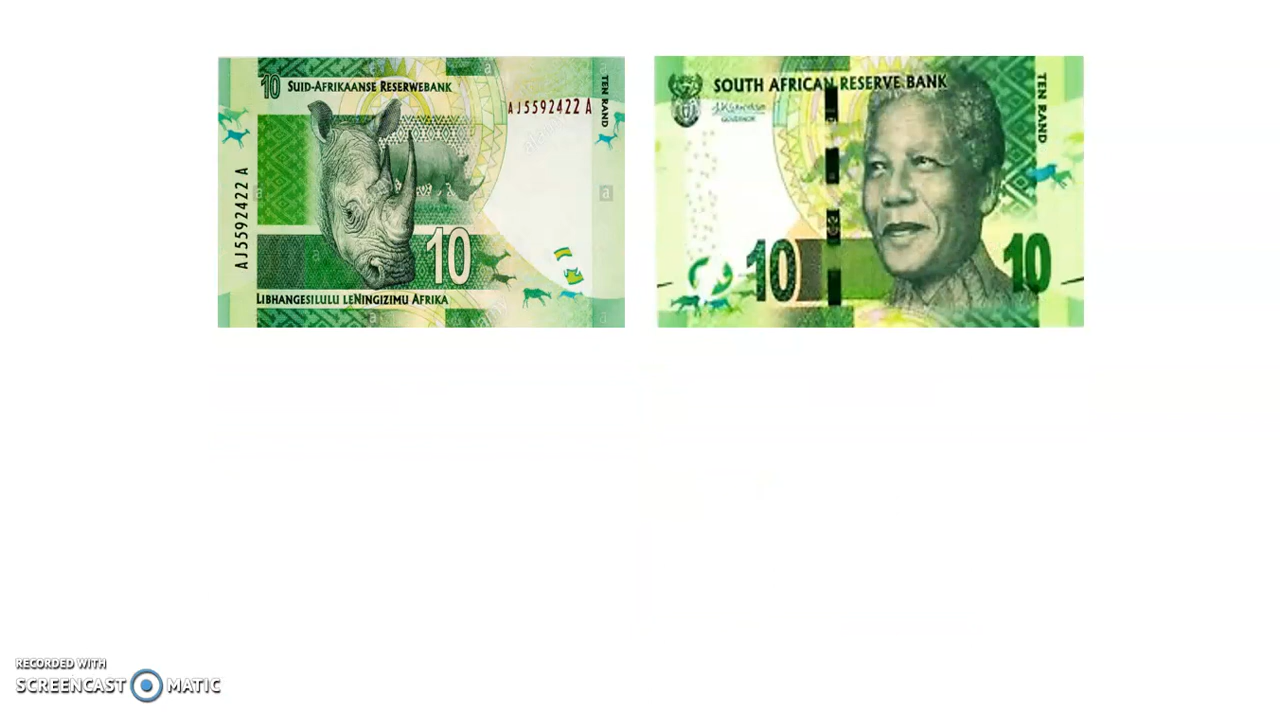 10 SUID-AFRIKAANSE RESERWEBANK
TEN RAND
AJ5592422 A
AJ5592422 A
10
LIBHANGESILULU LENINGIZIMU AFRIKA
SOUTH AFRICAN RESERVE BANK
GOVERNOR
TEN RAND
10
10
RECORDED WITH
SCREENCAST MATIC